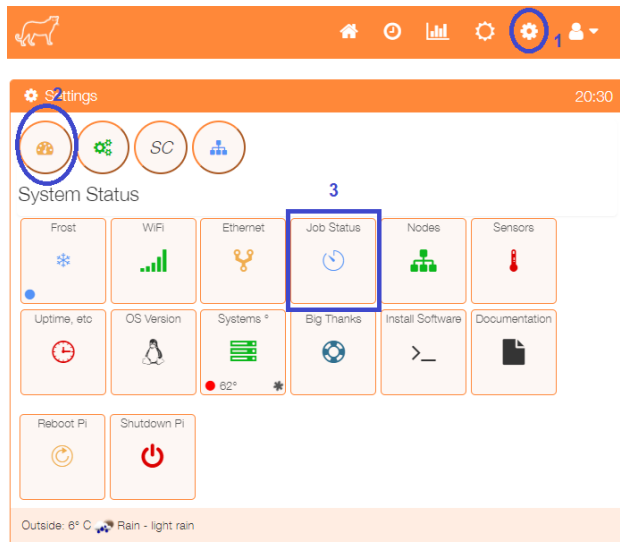 1
2
Settings
20:30
SC
System Status
3
Frost
WiFi
Ethernet
Job Status
Nodes
Sensors
Uptime, etc
OS Version
Systems °
Big Thanks
Install Software
Documentation
62°
Reboot Pi
Shutdown Pi
Outside: 6° C Rain - light rain